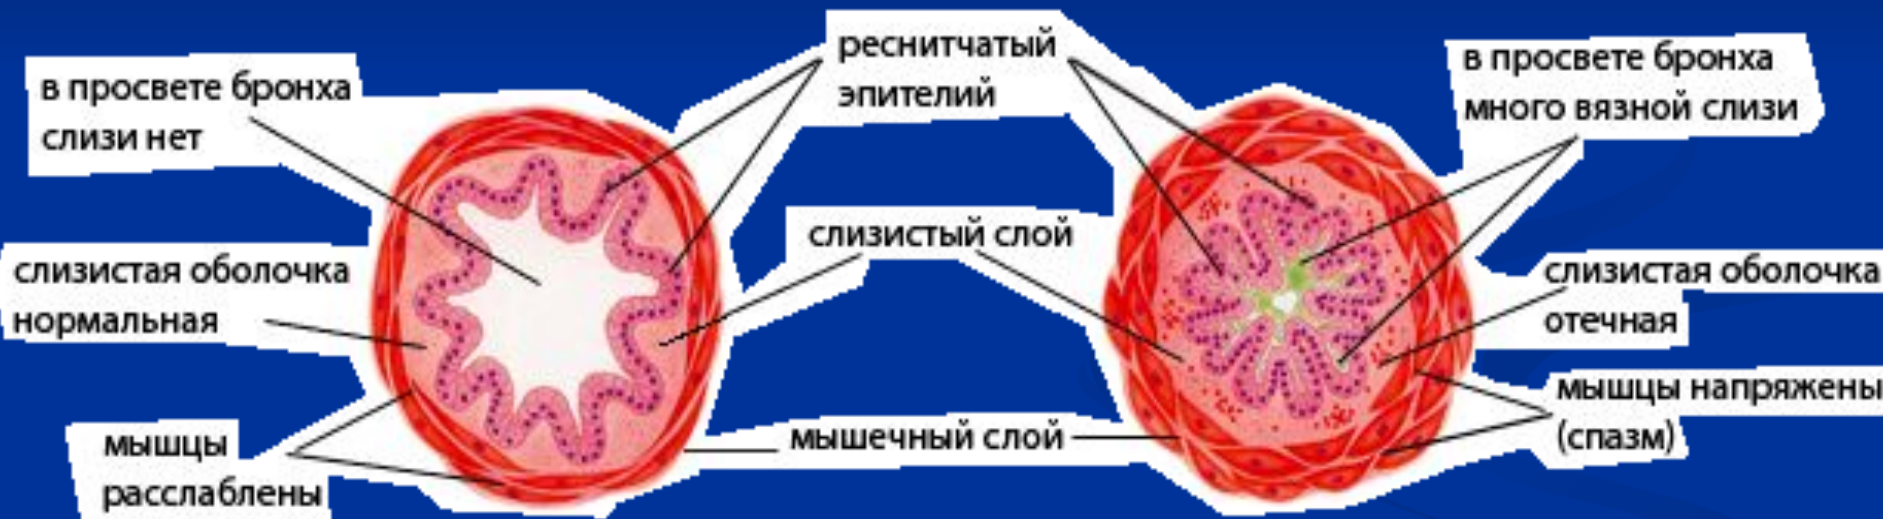 в просвете бронха
слизи нет
реснитчатый
эпителий
в просвете бронха
много вязной слизи
слизистая оболочка
нормальная
слизистый слой
слизистая оболочка
отечная
мышцы
расслаблены
мышечный слой
мышцы напряжены
(спазм)